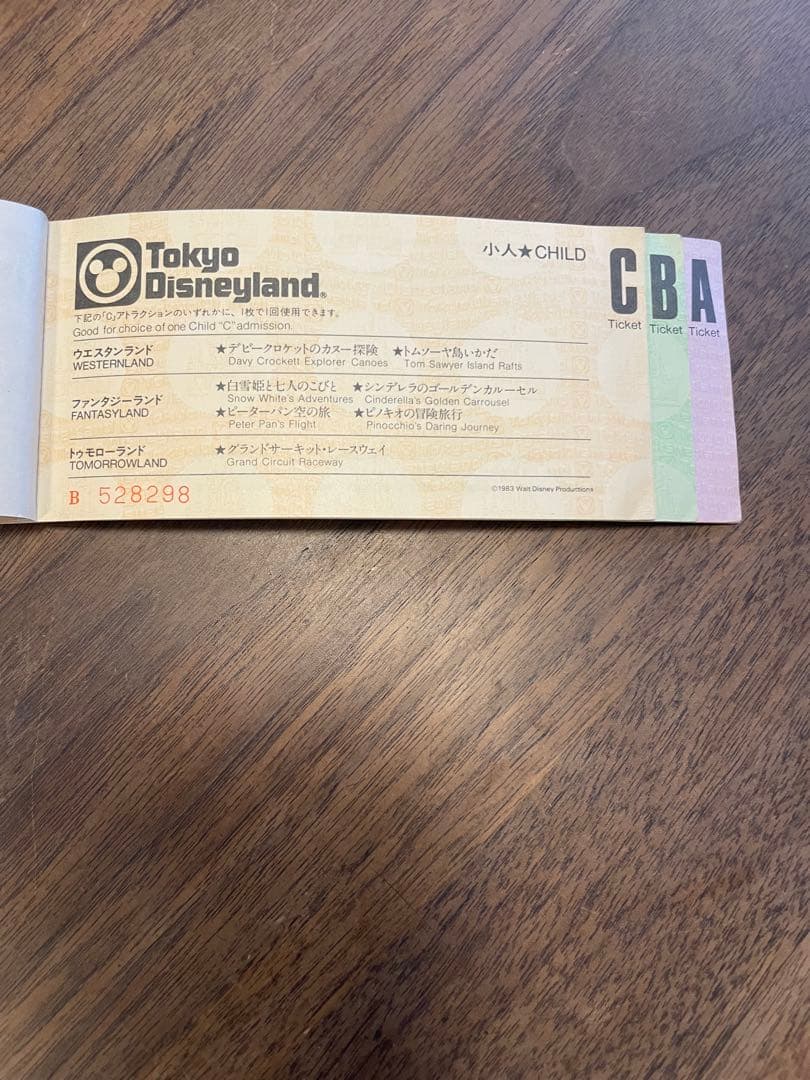 Tokyo
Disneyland®
小人★CHILD
下記の「C」アトラクションのいずれかに、1枚で1回使用できます。
Good for choice of one Child "C" admission.
ウエスタンランド
WESTERNLAND
★デビークロケットのカヌー探険 ★トムソーヤ島いかだ
Davy Crockett Explorer Canoes Tom Sawyer Island Rafts
ファンタジーランド
FANTASYLAND
★白雪姫と七人のこびと ★シンデレラのゴールデンカルーセル
Snow White's Adventures Cinderella's Golden Carrousel
★ピーターパン空の旅 ★ピノキオの冒険旅行
Peter Pan's Flight Pinocchio's Daring Journey
トゥモローランド
TOMORROWLAND
★グランドサーキット・レースウェイ
Grand Circuit Raceway
B 528298
©1983 Walt Disney Productions
C
Ticket
B
Ticket
A
Ticket